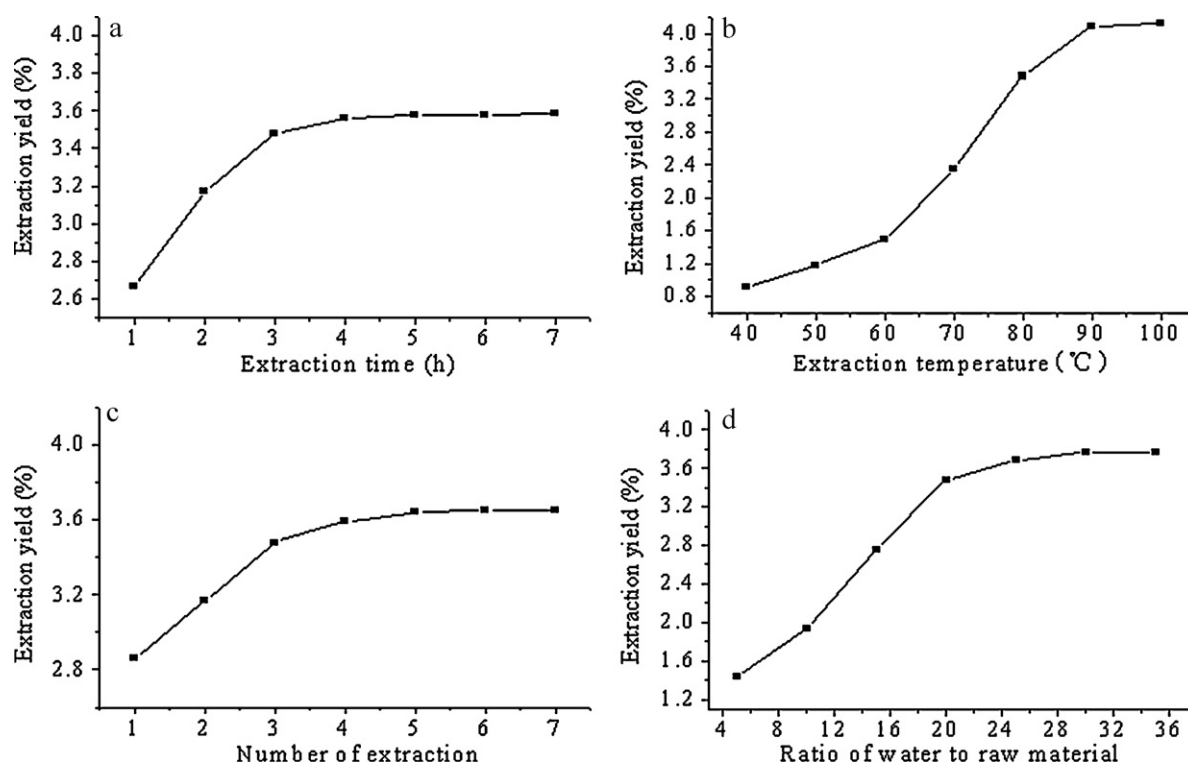 a
4.0
3.8
3.6
3.4
3.2
3.0
2.8
2.6
Extraction yield (%)
1 2 3 4 5 6 7
Extraction time (h)
b
4.0
3.6
3.2
2.8
2.4
2.0
1.6
1.2
0.8
Extraction yield (%)
40 50 60 70 80 90 100
Extraction temperature (℃)
c
4.0
3.6
3.2
2.8
Extraction yield (%)
1 2 3 4 5 6 7
Number of extraction
d
4.0
3.6
3.2
2.8
2.4
2.0
1.6
1.2
Extraction yield (%)
4 8 12 16 20 24 28 32 36
Ratio of water to raw material